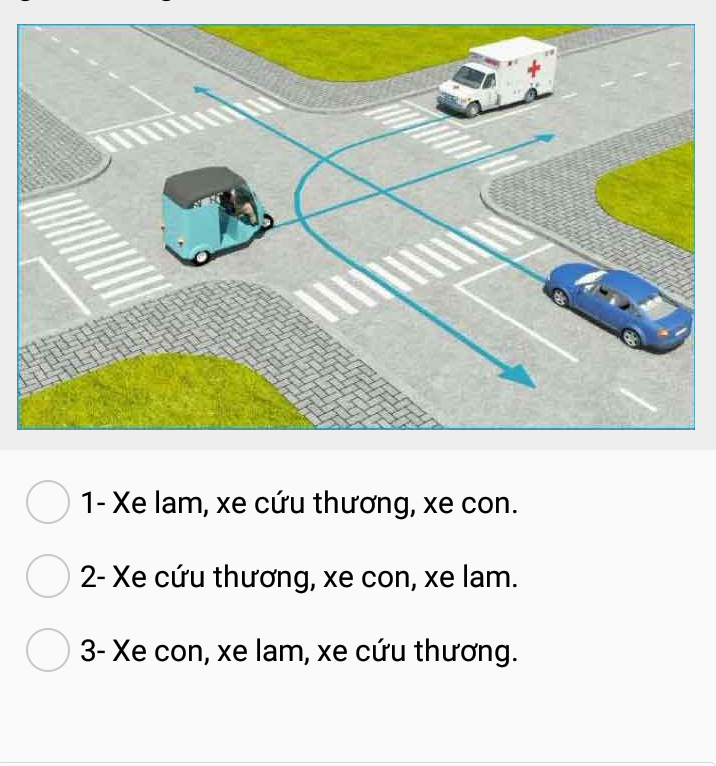 1- Xe lam, xe cứu thương, xe con.
2- Xe cứu thương, xe con, xe lam.
3- Xe con, xe lam, xe cứu thương.